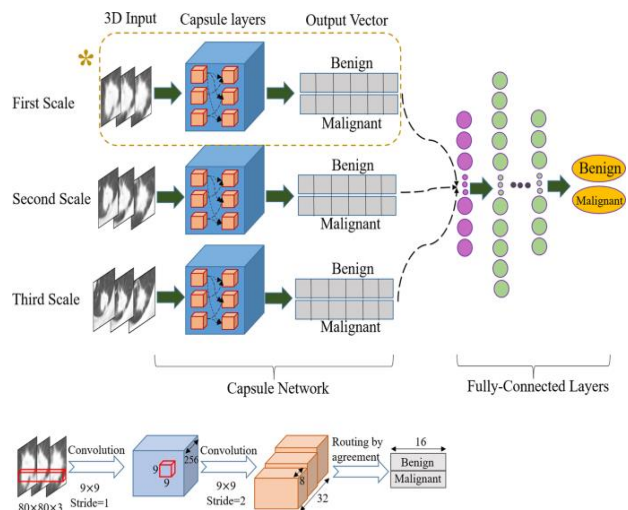 3D Input Capsule layers Output Vector
*
First Scale
Benign
Malignant
Second Scale
Benign
Malignant
Third Scale
Benign
Malignant
Benign
Malignant
Capsule Network
Fully-Connected Layers
80×80×3
Convolution
9×9
Stride=1
256
9
9
Convolution
9×9
Stride=2
8
32
Routing by
agreement
16
Benign
Malignant